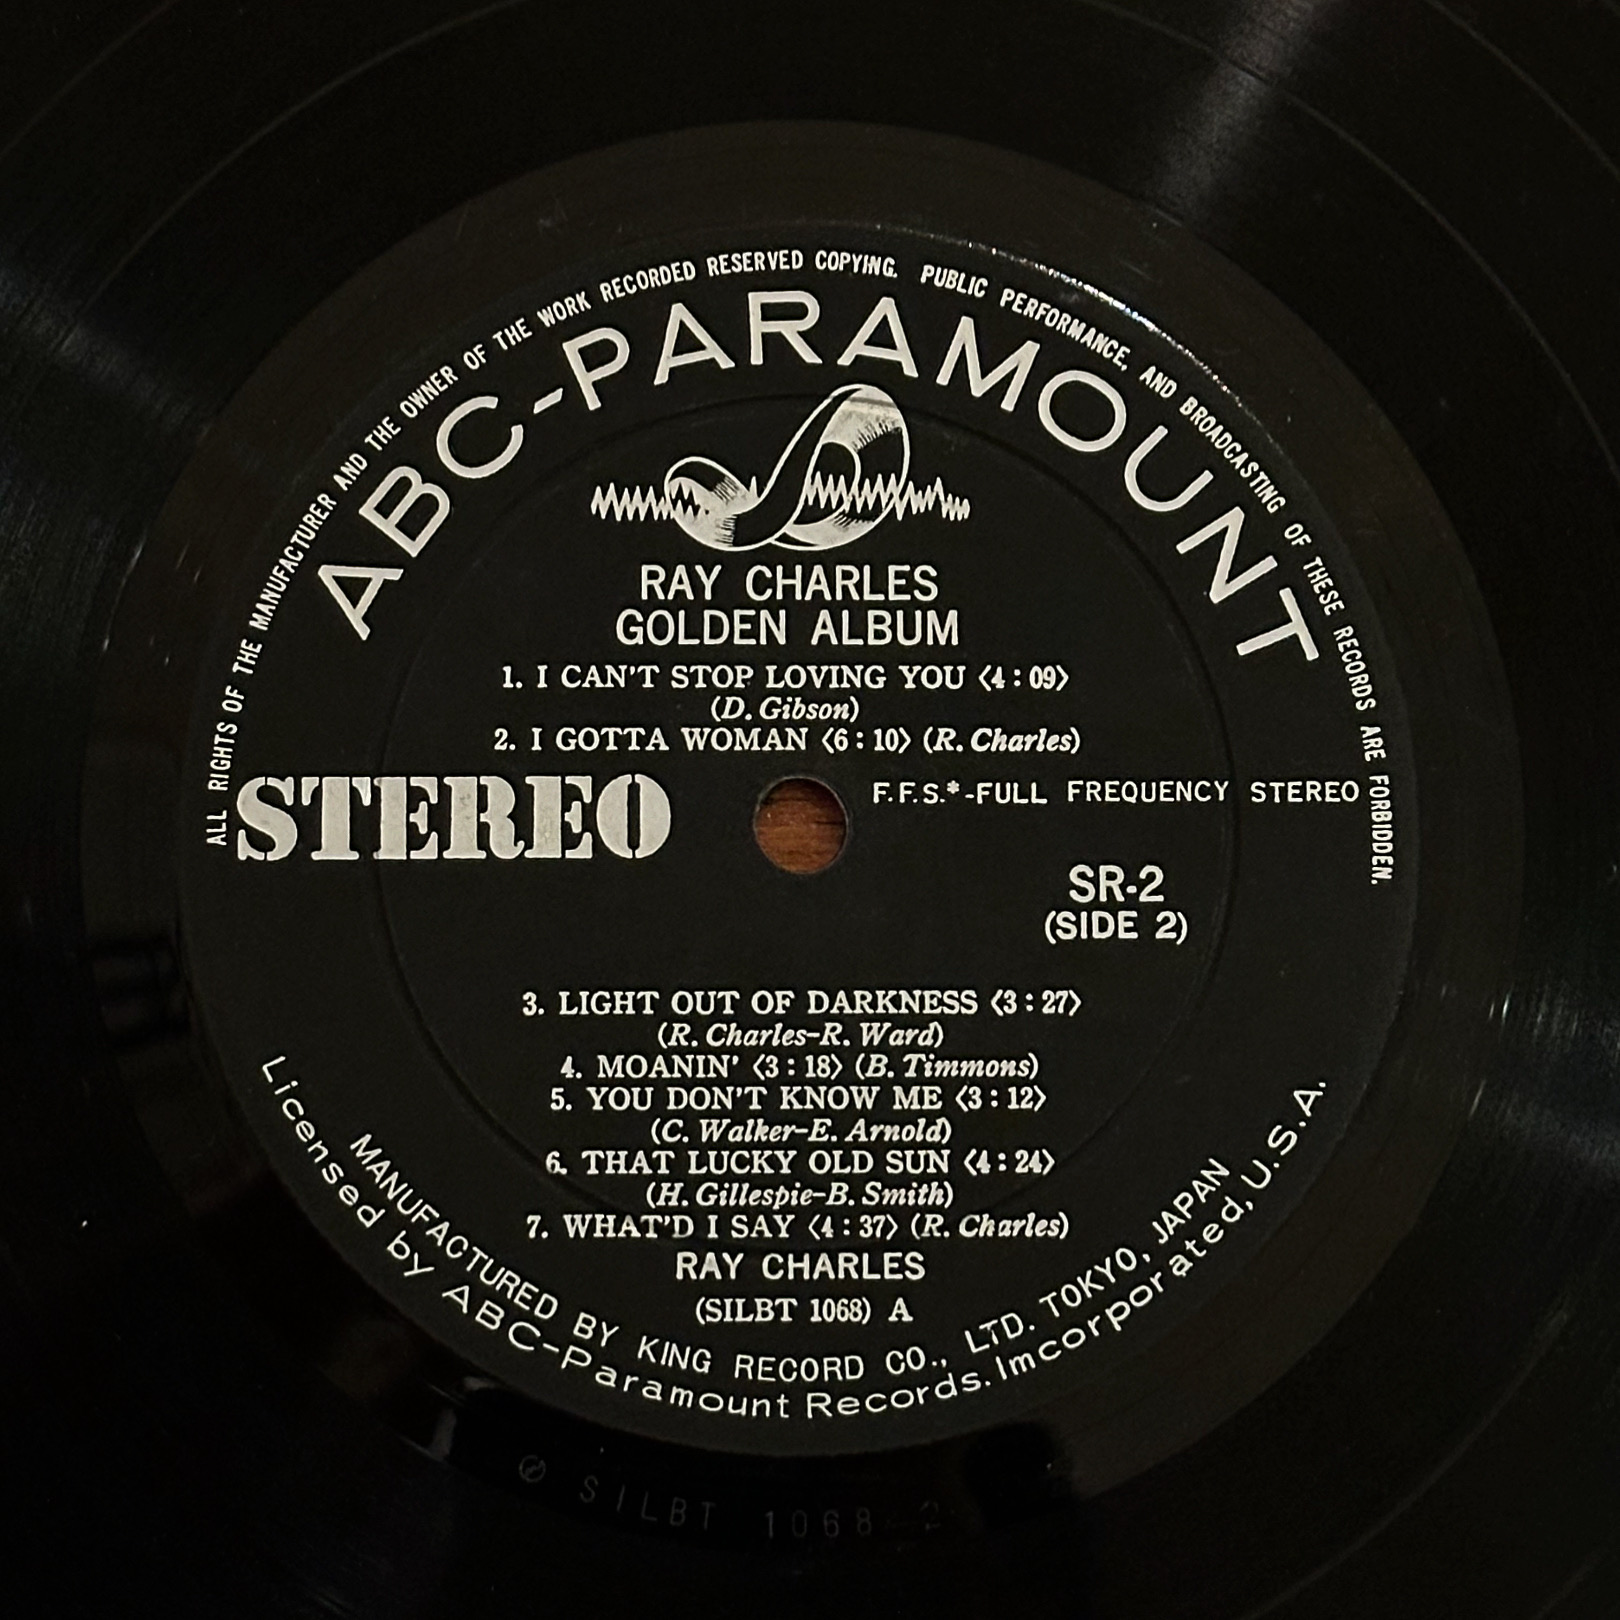 ALL RIGHTS OF THE MANUFACTURER AND THE OWNER OF THE WORK RECORDED RESERVED COPYING. PUBLIC PERFORMANCE, AND BROADCASTING OF THESE RECORDS ARE FORBIDDEN.
ABC-PARAMOUNT
RAY CHARLES
GOLDEN ALBUM
1. I CAN'T STOP LOVING YOU 〈4:09〉
(D. Gibson)
2. I GOTTA WOMAN 〈6:10〉 (R. Charles)
STEREO
F.F.S.*-FULL FREQUENCY STEREO
SR-2
(SIDE 2)
3. LIGHT OUT OF DARKNESS 〈3:27〉
(R. Charles-R. Ward)
4. MOANIN' 〈3:18〉 (B. Timmons)
5. YOU DON'T KNOW ME 〈3:12〉
(C. Walker-E. Arnold)
6. THAT LUCKY OLD SUN 〈4:24〉
(H. Gillespie-B. Smith)
7. WHAT'D I SAY 〈4:37〉 (R. Charles)
RAY CHARLES
(SILBT 1068) A
MANUFACTURED BY KING RECORD CO., LTD. TOKYO, JAPAN
Licensed by ABC-Paramount Records. Imcorporated, U.S.A.
SILBT 1068